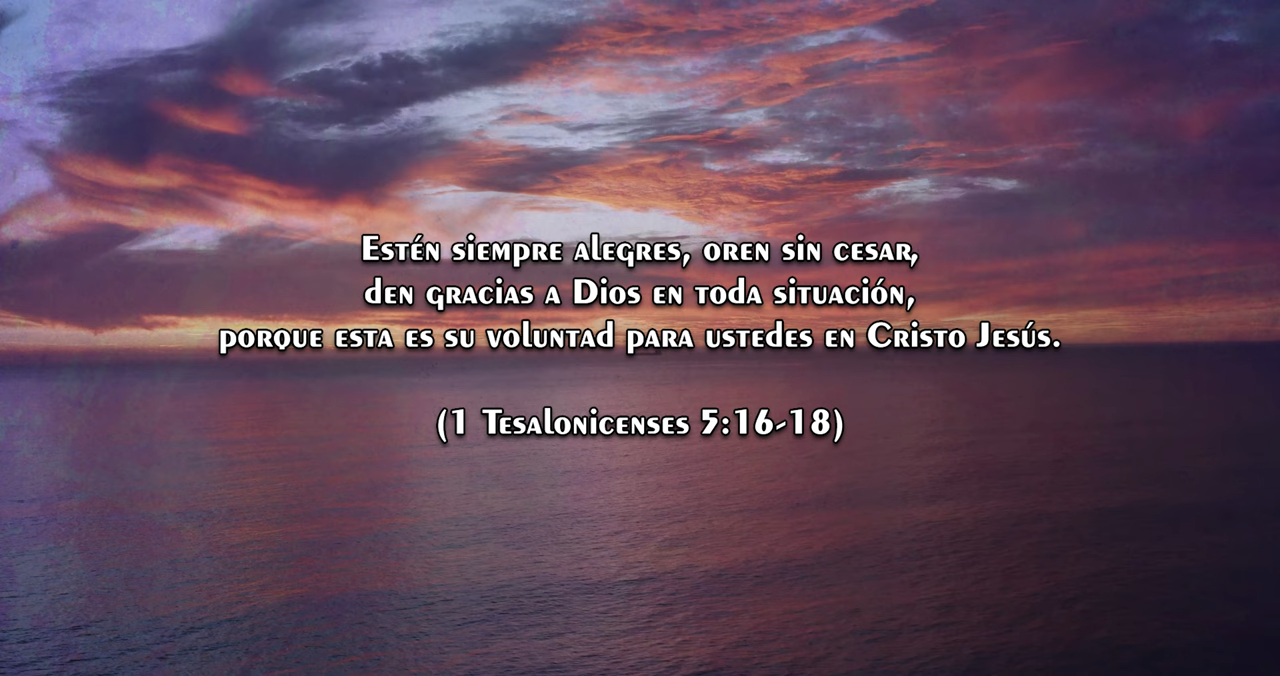 Estén siempre alegres, oren sin cesar,
den gracias a Dios en toda situación,
porque esta es su voluntad para ustedes en Cristo Jesús.
(1 Tesalonicenses 5:16-18)